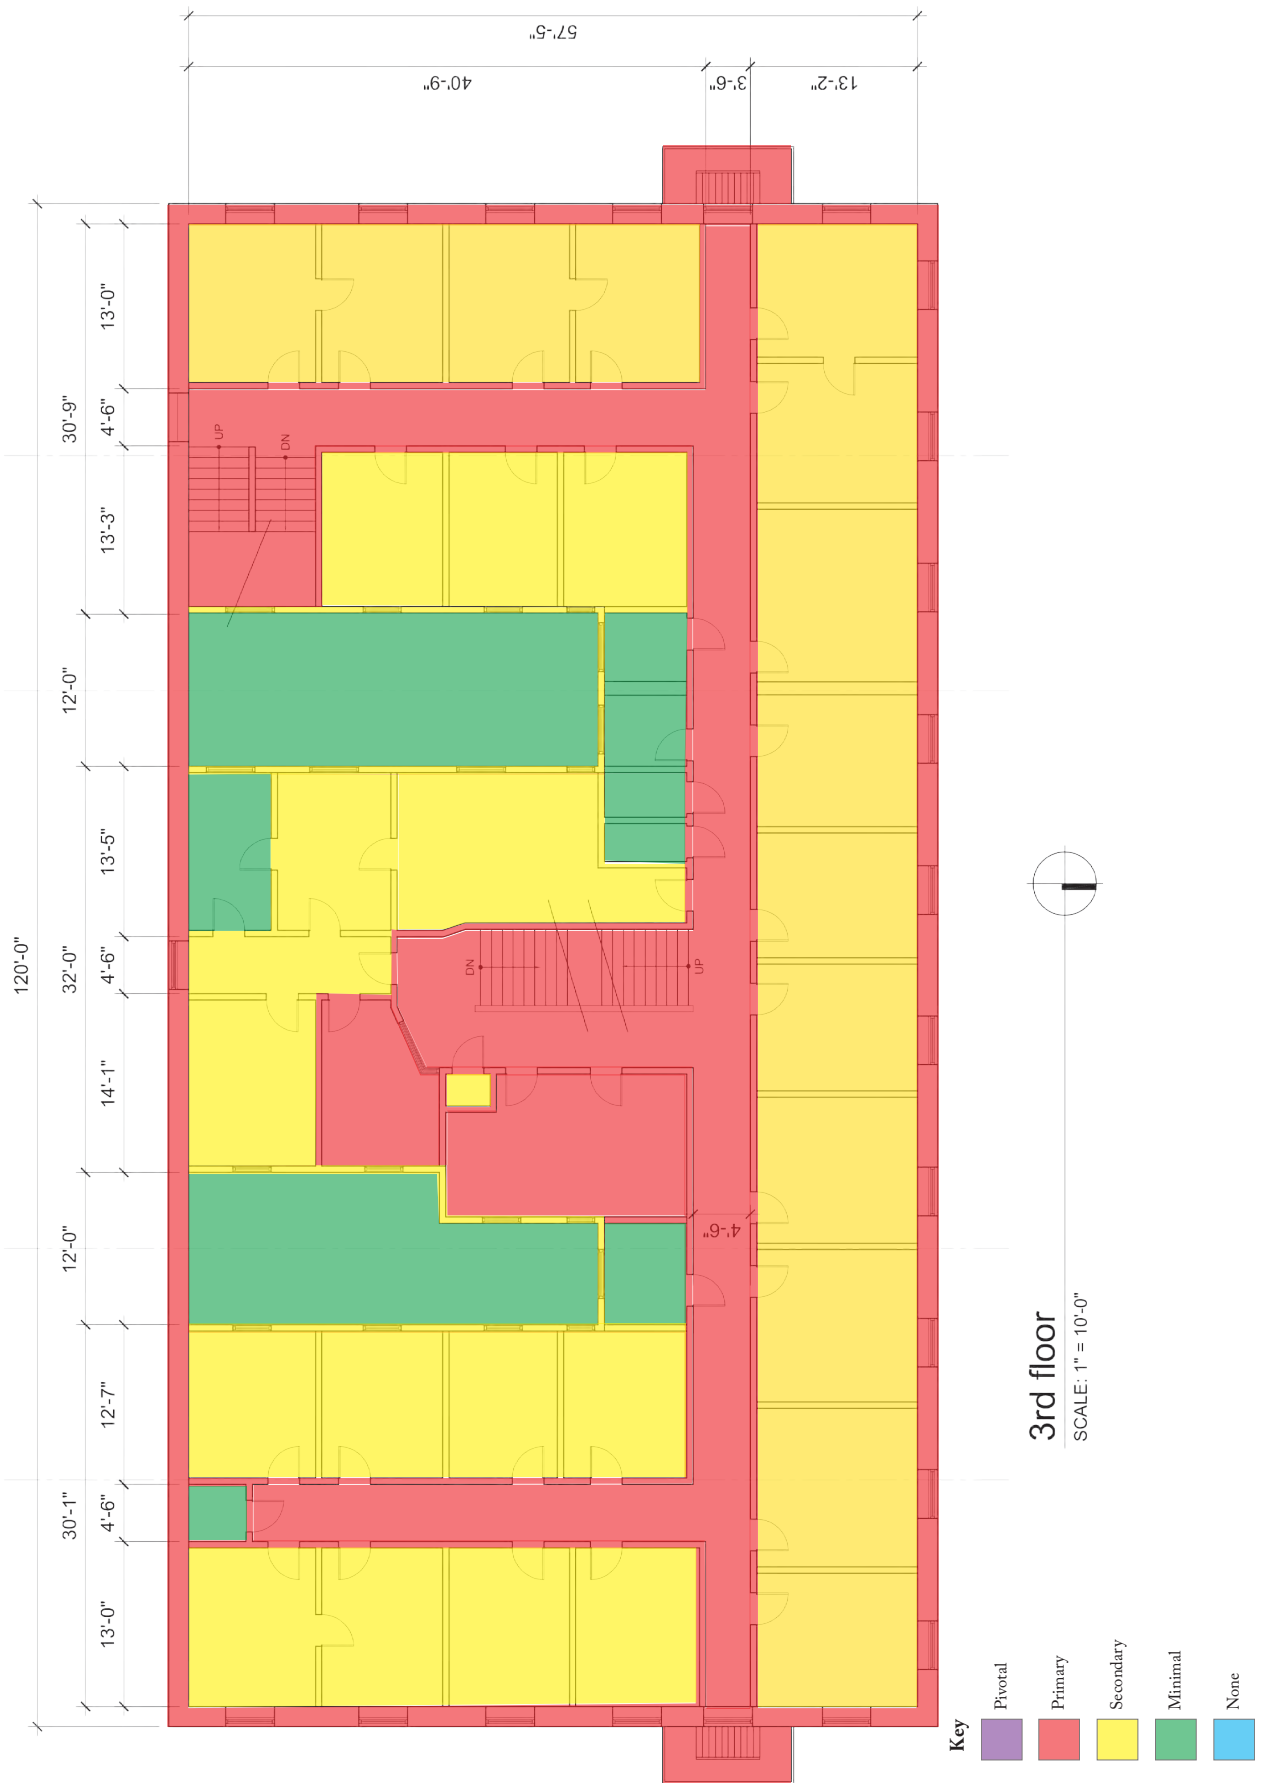 57'-5"
40'-9"
3'-6"
13'-2"
120'-0"
30'-9"
12'-0"
32'-0"
12'-0"
30'-1"
13'-0"
4'-6"
13'-3"
13'-5"
4'-6"
14'-1"
12'-7"
4'-6"
13'-0"
UP
DN
DN
UP
4'-6"
3rd floor
SCALE: 1" = 10'-0"
Key
Pivotal
Primary
Secondary
Minimal
None